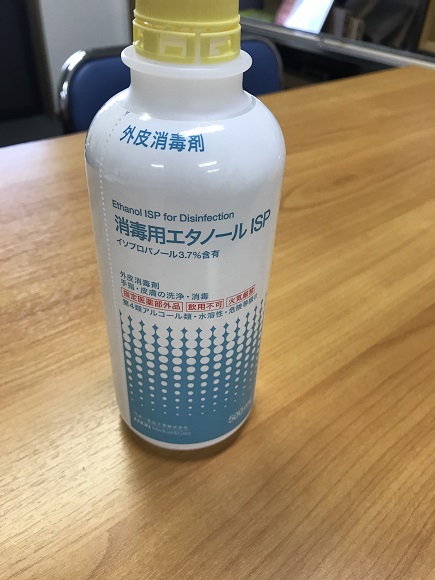 外皮消毒剤
Ethanol ISP for Disinfection
消毒用エタノール ISP
イソプロパノール3.7%含有
外皮消毒剤
手指・皮膚の洗浄・消毒
指定医薬部外品 飲用不可 火気厳禁
第4類アルコール類・水溶性・危険等級Ⅱ
500